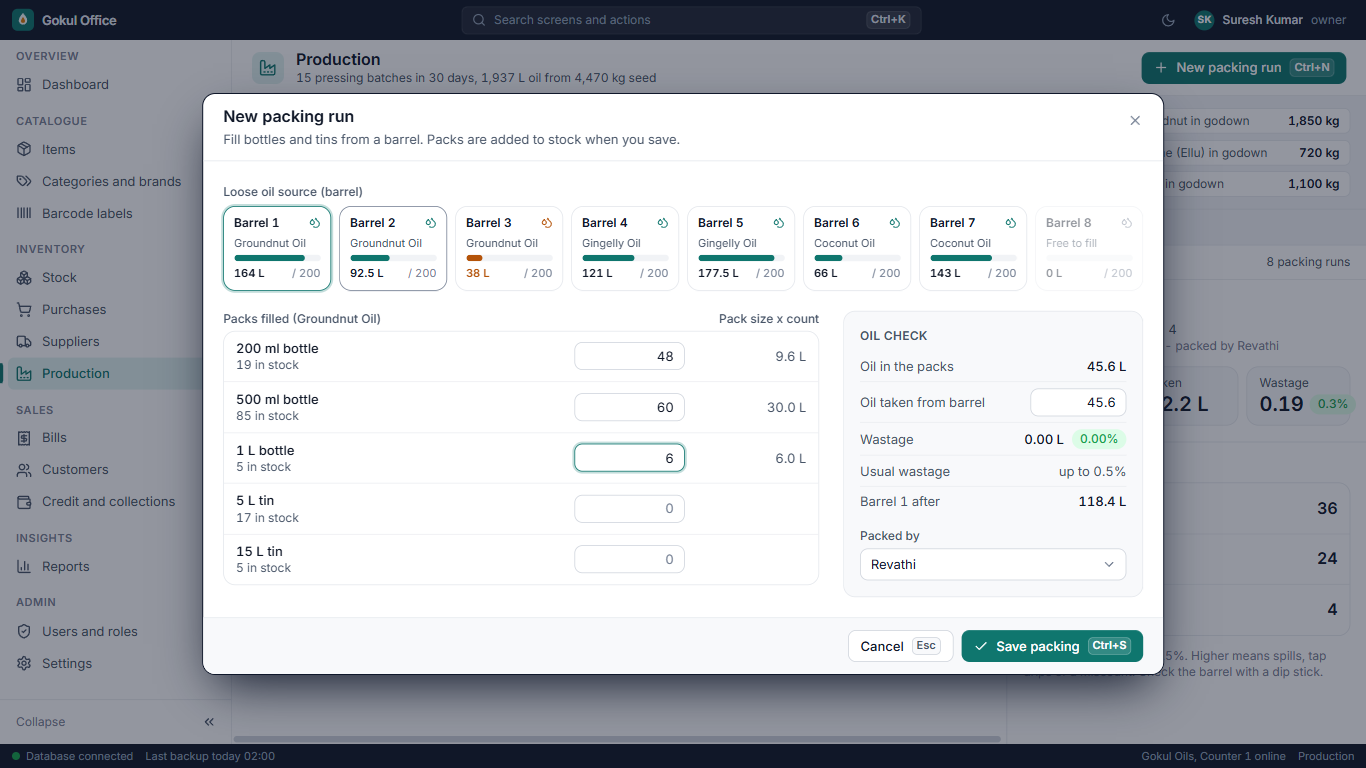 Gokul Office
Search screens and actions
Ctrl+K
SK
Suresh Kumar owner
OVERVIEW
Dashboard
CATALOGUE
Items
Categories and brands
Barcode labels
INVENTORY
Stock
Purchases
Suppliers
Production
SALES
Bills
Customers
Credit and collections
INSIGHTS
Reports
ADMIN
Users and roles
Settings
Collapse
Production
15 pressing batches in 30 days, 1,937 L oil from 4,470 kg seed
New packing run Ctrl+N
in godown 1,850 kg
(Ellu) in godown 720 kg
in godown 1,100 kg
8 packing runs
4
- packed by Revathi
2.2 L
Wastage
0.19 0.3%
36
24
4
5%. Higher means spills, tap
the barrel with a dip stick.
New packing run
Fill bottles and tins from a barrel. Packs are added to stock when you save.
Loose oil source (barrel)
Barrel 1
Groundnut Oil
164 L / 200
Barrel 2
Groundnut Oil
92.5 L / 200
Barrel 3
Groundnut Oil
38 L / 200
Barrel 4
Gingelly Oil
121 L / 200
Barrel 5
Gingelly Oil
177.5 L / 200
Barrel 6
Coconut Oil
66 L / 200
Barrel 7
Coconut Oil
143 L / 200
Barrel 8
Free to fill
0 L / 200
Packs filled (Groundnut Oil) Pack size x count
200 ml bottle
19 in stock
48 9.6 L
500 ml bottle
85 in stock
60 30.0 L
1 L bottle
5 in stock
6 6.0 L
5 L tin
17 in stock
0
15 L tin
5 in stock
0
OIL CHECK
Oil in the packs 45.6 L
Oil taken from barrel 45.6
Wastage 0.00 L 0.00%
Usual wastage up to 0.5%
Barrel 1 after 118.4 L
Packed by
Revathi
Cancel Esc
Save packing Ctrl+S
Database connected Last backup today 02:00
Gokul Oils, Counter 1 online Production